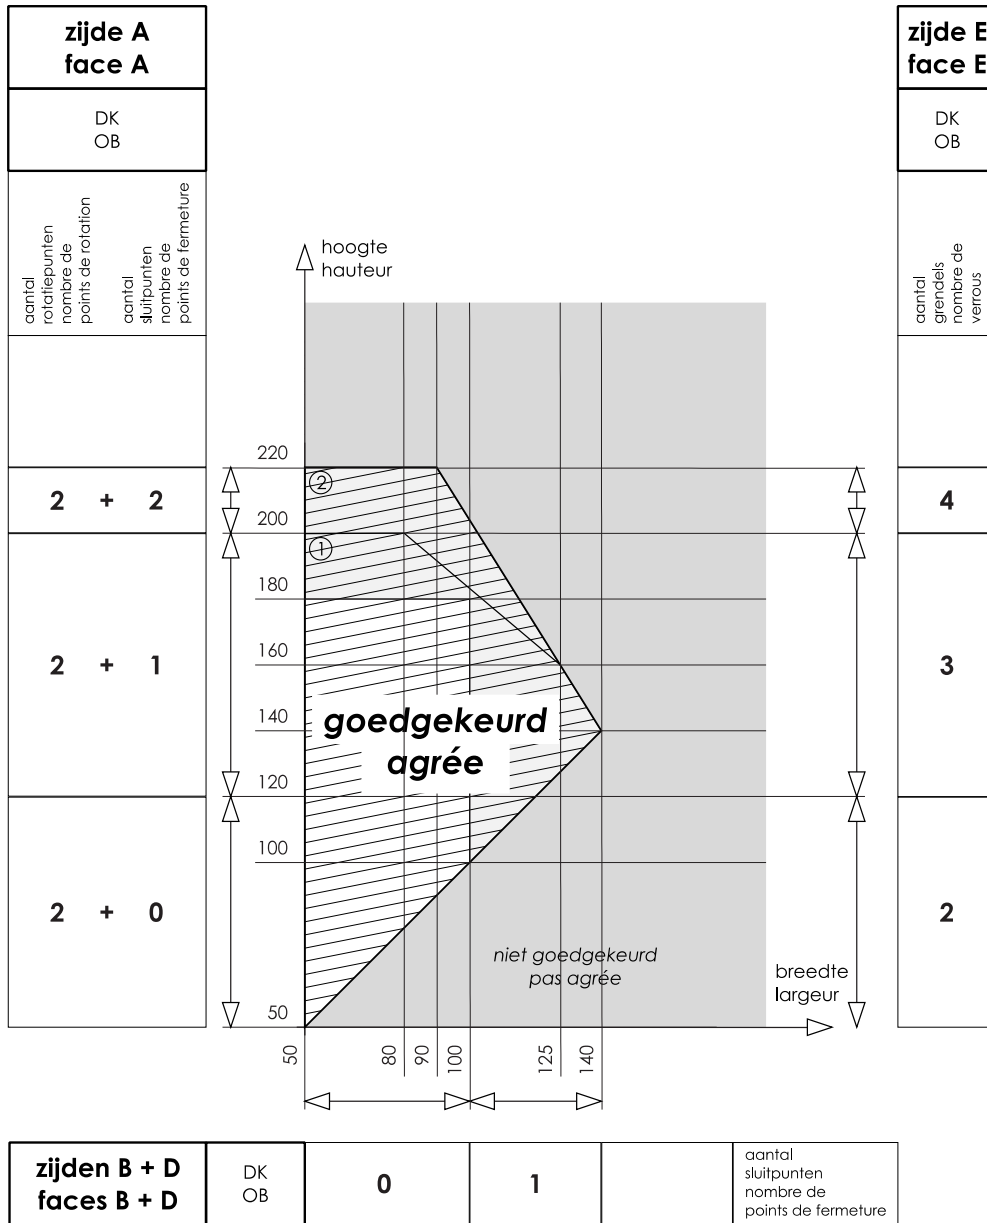 zijde A
face A
zijde E
face E
DK
OB
DK
OB
aantal
rotatiepunten
nombre de
points de rotation
aantal
sluitpunten
nombre de
points de fermeture
aantal
grendels
nombre de
verrous
hoogte
hauteur
220
2 + 2
2
4
200
1
180
2 + 1
160
3
140
goedgekeurd
agrée
120
100
2 + 0
2
niet goedgekeurd
pas agrée
breedte
largeur
50
50
80
90
100
125
140
zijden B + D
faces B + D
DK
OB
0
1
aantal
sluitpunten
nombre de
points de fermeture